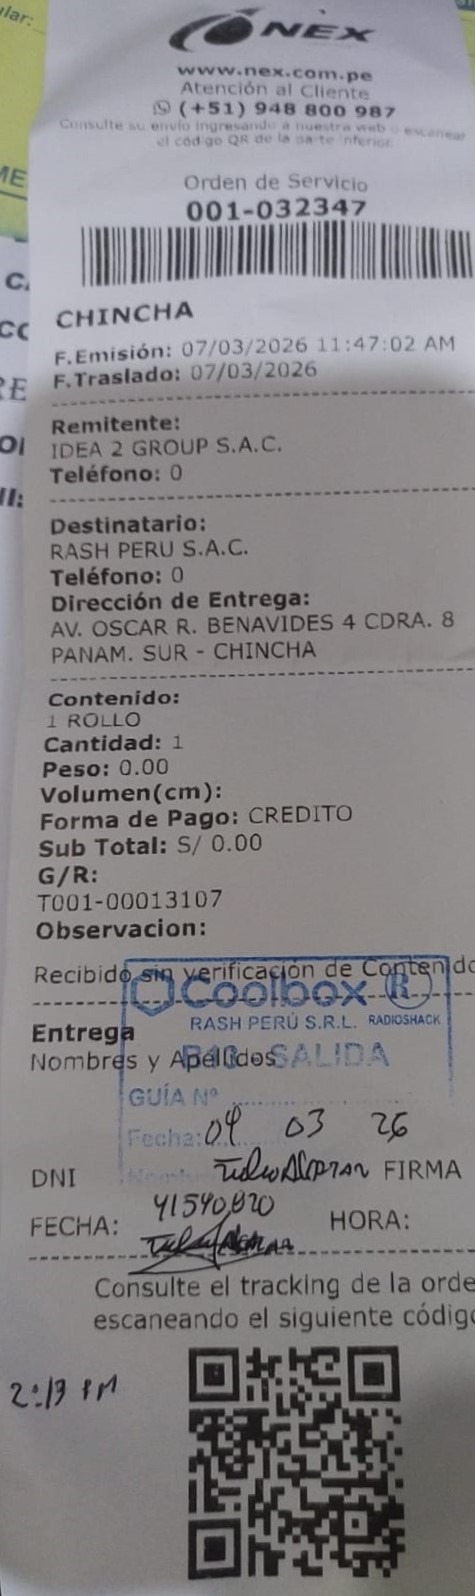 NEX
www.nex.com.pe
Atención al Cliente
(+51) 948 800 987
Consulte su envío ingresando a nuestra web o escanear
el código QR de la parte inferior
Orden de Servicio
001-032347
CHINCHA
F.Emisión: 07/03/2026 11:47:02 AM
F.Traslado: 07/03/2026
Remitente:
IDEA 2 GROUP S.A.C.
Teléfono: 0
Destinatario:
RASH PERU S.A.C.
Teléfono: 0
Dirección de Entrega:
AV. OSCAR R. BENAVIDES 4 CDRA. 8
PANAM. SUR - CHINCHA
Contenido:
1 ROLLO
Cantidad: 1
Peso: 0.00
Volumen(cm):
Forma de Pago: CREDITO
Sub Total: S/ 0.00
G/R:
T001-00013107
Observacion:
Recibido sin verificación de Contenido
Coolbox R
RASH PERÚ S.R.L. RADIOSHACK
Entrega
Nombres y Apellidos
SALIDA
GUÍA Nº
Fecha: 09 03 26
DNI FIRMA
FECHA: HORA:
Consulte el tracking de la orde
escaneando el siguiente código
2:13 PM